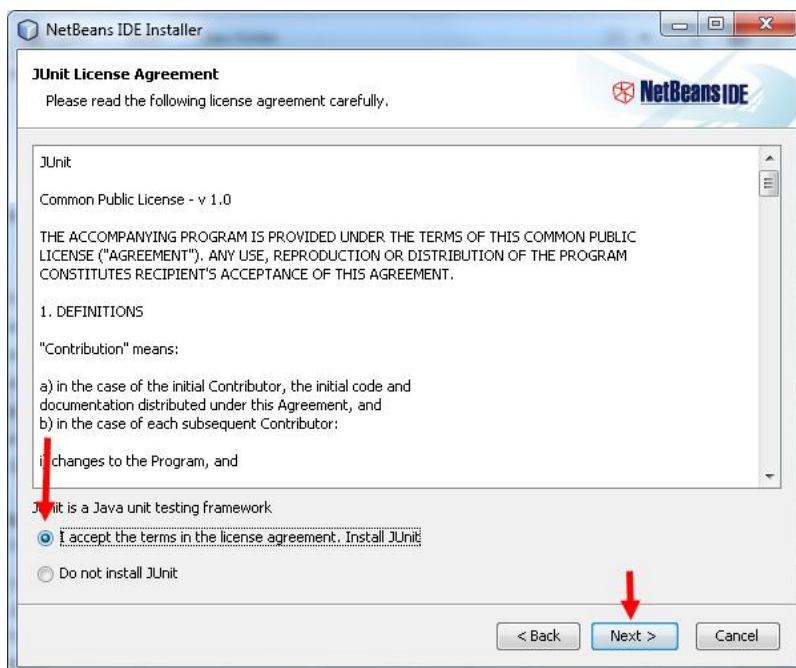 NetBeans IDE Installer
JUnit License Agreement
Please read the following license agreement carefully.
NetBeans IDE
JUnit
Common Public License - v 1.0
THE ACCOMPANYING PROGRAM IS PROVIDED UNDER THE TERMS OF THIS COMMON PUBLIC
LICENSE ("AGREEMENT"). ANY USE, REPRODUCTION OR DISTRIBUTION OF THE PROGRAM
CONSTITUTES RECIPIENT'S ACCEPTANCE OF THIS AGREEMENT.
1. DEFINITIONS
"Contribution" means:
a) in the case of the initial Contributor, the initial code and
documentation distributed under this Agreement, and
b) in the case of each subsequent Contributor:
i) changes to the Program, and
JUnit is a Java unit testing framework
I accept the terms in the license agreement. Install JUnit
Do not install JUnit
< Back
Next >
Cancel